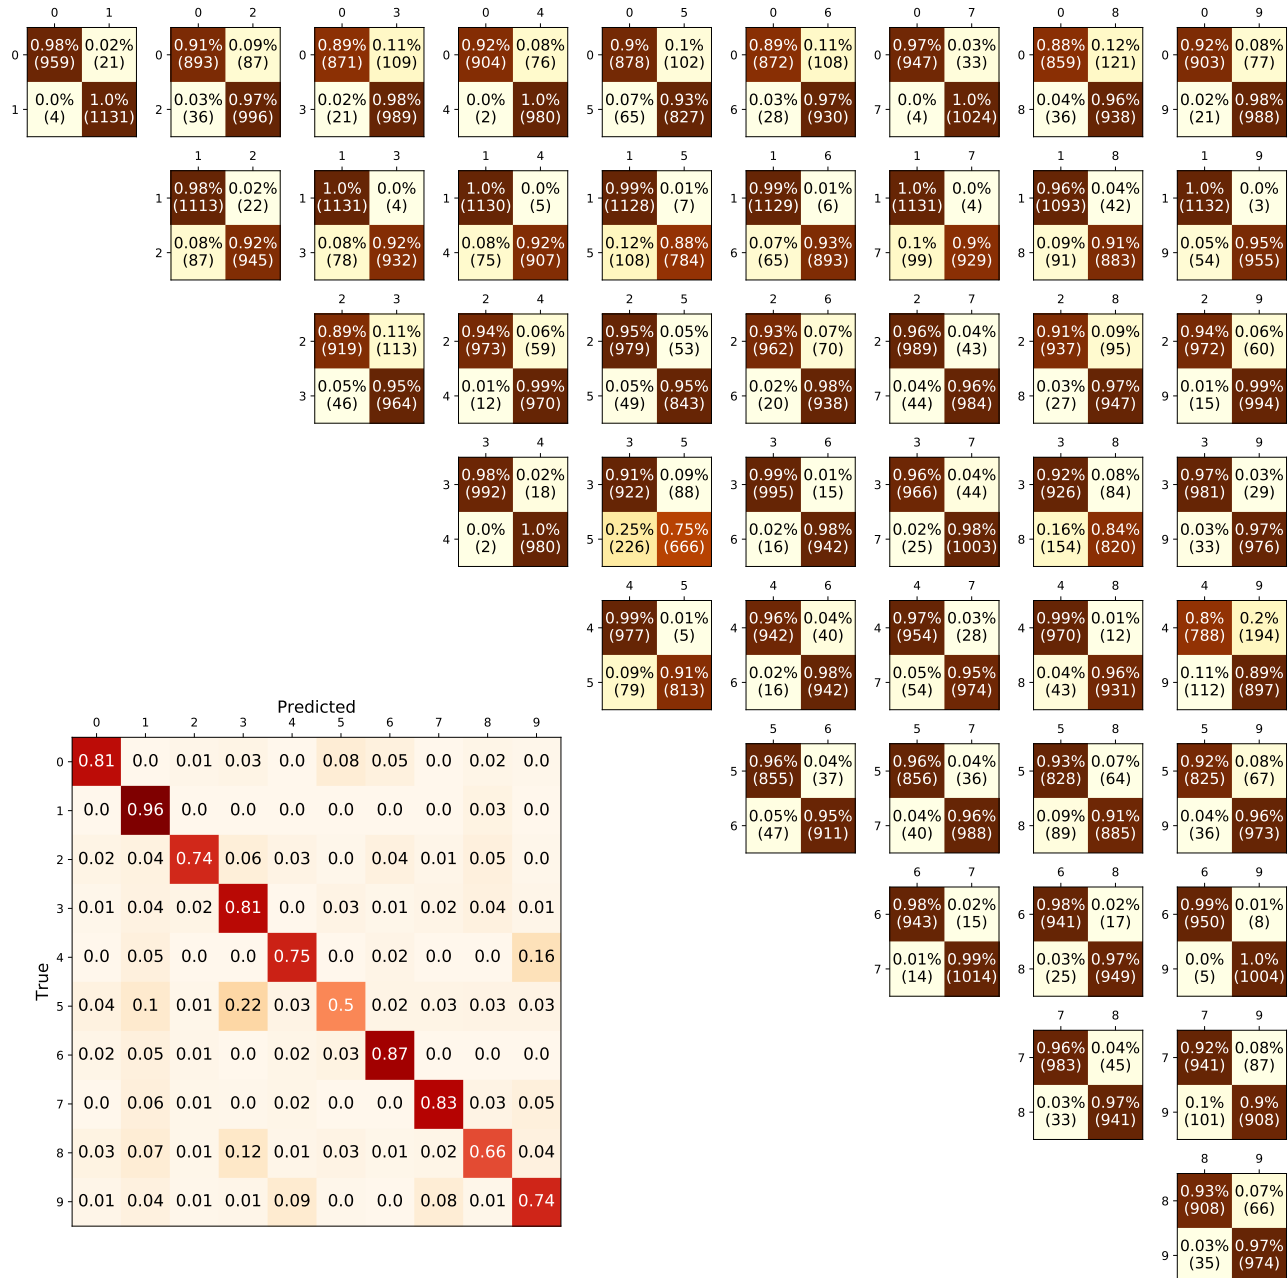 0 1 0 2 0 3 0 4 0 5 0 6 0 7 0 8 0 9
0 0.98% 0.02% 0.91% 0.09% 0.89% 0.11% 0.92% 0.08% 0.9% 0.1% 0.89% 0.11% 0.97% 0.03% 0.88% 0.12% 0.92% 0.08%
(959) (21) 0 (893) (87) 0 (871) (109) 0 (904) (76) 0 (878) (102) 0 (872) (108) 0 (947) (33) 0 (859) (121) 0 (903) (77)
1 0.0% 1.0% 2 0.03% 0.97% 3 0.02% 0.98% 4 0.0% 1.0% 5 0.07% 0.93% 6 0.03% 0.97% 7 0.0% 1.0% 8 0.04% 0.96% 9 0.02% 0.98%
(4) (1131) (36) (996) (21) (989) (2) (980) (65) (827) (28) (930) (4) (1024) (36) (938) (21) (988)
1 2 1 3 1 4 1 5 1 6 1 7 1 8 1 9
1 0.98% 0.02% 1 1.0% 0.0% 1 1.0% 0.0% 1 0.99% 0.01% 1 0.99% 0.01% 1 1.0% 0.0% 1 0.96% 0.04% 1 1.0% 0.0%
(1113) (22) (1131) (4) (1130) (5) (1128) (7) (1129) (6) (1131) (4) (1093) (42) (1132) (3)
2 0.08% 0.92% 3 0.08% 0.92% 4 0.08% 0.92% 5 0.12% 0.88% 6 0.07% 0.93% 7 0.1% 0.9% 8 0.09% 0.91% 9 0.05% 0.95%
(87) (945) (78) (932) (75) (907) (108) (784) (65) (893) (99) (929) (91) (883) (54) (955)
2 3 2 4 2 5 2 6 2 7 2 8 2 9
2 0.89% 0.11% 2 0.94% 0.06% 2 0.95% 0.05% 2 0.93% 0.07% 2 0.96% 0.04% 2 0.91% 0.09% 2 0.94% 0.06%
(919) (113) (973) (59) (979) (53) (962) (70) (989) (43) (937) (95) (972) (60)
3 0.05% 0.95% 4 0.01% 0.99% 5 0.05% 0.95% 6 0.02% 0.98% 7 0.04% 0.96% 8 0.03% 0.97% 9 0.01% 0.99%
(46) (964) (12) (970) (49) (843) (20) (938) (44) (984) (27) (947) (15) (994)
3 4 3 5 3 6 3 7 3 8 3 9
3 0.98% 0.02% 3 0.91% 0.09% 3 0.99% 0.01% 3 0.96% 0.04% 3 0.92% 0.08% 3 0.97% 0.03%
(992) (18) (922) (88) (995) (15) (966) (44) (926) (84) (981) (29)
4 0.0% 1.0% 5 0.25% 0.75% 6 0.02% 0.98% 7 0.02% 0.98% 8 0.16% 0.84% 9 0.03% 0.97%
(2) (980) (226) (666) (16) (942) (25) (1003) (154) (820) (33) (976)
4 5 4 6 4 7 4 8 4 9
4 0.99% 0.01% 4 0.96% 0.04% 4 0.97% 0.03% 4 0.99% 0.01% 4 0.8% 0.2%
(977) (5) (942) (40) (954) (28) (970) (12) (788) (194)
5 0.09% 0.91% 6 0.02% 0.98% 7 0.05% 0.95% 8 0.04% 0.96% 9 0.11% 0.89%
(79) (813) (16) (942) (54) (974) (43) (931) (112) (897)
5 6 5 7 5 8 5 9
5 0.96% 0.04% 5 0.96% 0.04% 5 0.93% 0.07% 5 0.92% 0.08%
(855) (37) (856) (36) (828) (64) (825) (67)
6 0.05% 0.95% 7 0.04% 0.96% 8 0.09% 0.91% 9 0.04% 0.96%
(47) (911) (40) (988) (89) (885) (36) (973)
6 7 6 8 6 9
6 0.98% 0.02% 6 0.98% 0.02% 6 0.99% 0.01%
(943) (15) (941) (17) (950) (8)
7 0.01% 0.99% 8 0.03% 0.97% 9 0.0% 1.0%
(14) (1014) (25) (949) (5) (1004)
7 8 7 9
7 0.96% 0.04% 7 0.92% 0.08%
(983) (45) (941) (87)
8 0.03% 0.97% 9 0.1% 0.9%
(33) (941) (101) (908)
8 9
8 0.93% 0.07%
(908) (66)
9 0.03% 0.97%
(35) (974)
Predicted
0 1 2 3 4 5 6 7 8 9
True
0 0.81 0.0 0.01 0.03 0.0 0.08 0.05 0.0 0.02 0.0
1 0.0 0.96 0.0 0.0 0.0 0.0 0.0 0.0 0.03 0.0
2 0.02 0.04 0.74 0.06 0.03 0.0 0.04 0.01 0.05 0.0
3 0.01 0.04 0.02 0.81 0.0 0.03 0.01 0.02 0.04 0.01
4 0.0 0.05 0.0 0.0 0.75 0.0 0.02 0.0 0.0 0.16
5 0.04 0.1 0.01 0.22 0.03 0.5 0.02 0.03 0.03 0.03
6 0.02 0.05 0.01 0.0 0.02 0.03 0.87 0.0 0.0 0.0
7 0.0 0.06 0.01 0.0 0.02 0.0 0.0 0.83 0.03 0.05
8 0.03 0.07 0.01 0.12 0.01 0.03 0.01 0.02 0.66 0.04
9 0.01 0.04 0.01 0.01 0.09 0.0 0.0 0.08 0.01 0.74